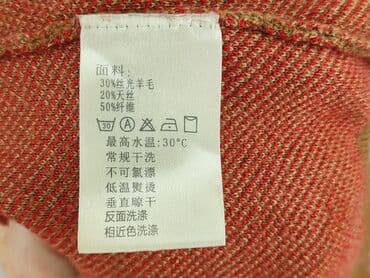 面料:
30%丝光羊毛
20%天丝
50%纤维
30 A
最高水温:30°C
常规干洗
不可氯漂
低温熨烫
垂直晾干
反面洗涤
相近色洗涤